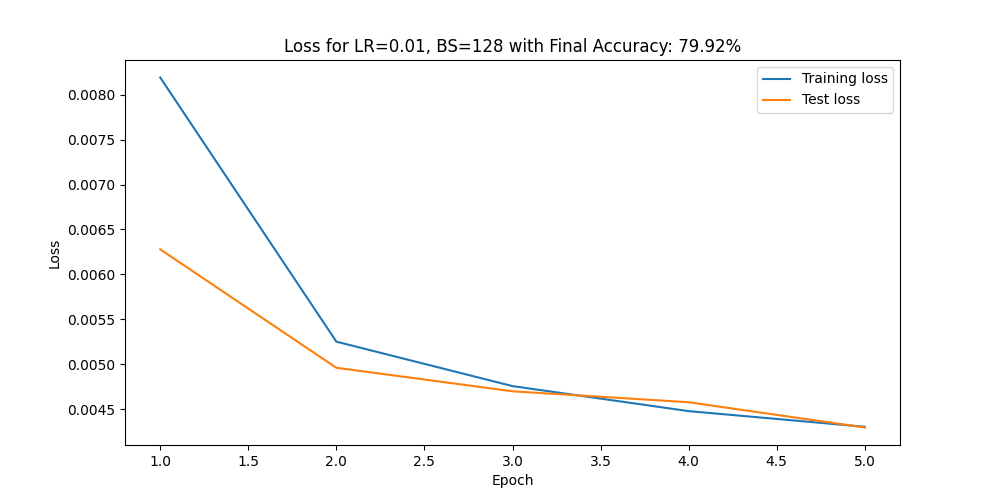 Loss for LR=0.01, BS=128 with Final Accuracy: 79.92%
Training loss
Test loss
0.0080
0.0075
0.0070
0.0065
0.0060
0.0055
0.0050
0.0045
Loss
1.0 1.5 2.0 2.5 3.0 3.5 4.0 4.5 5.0
Epoch